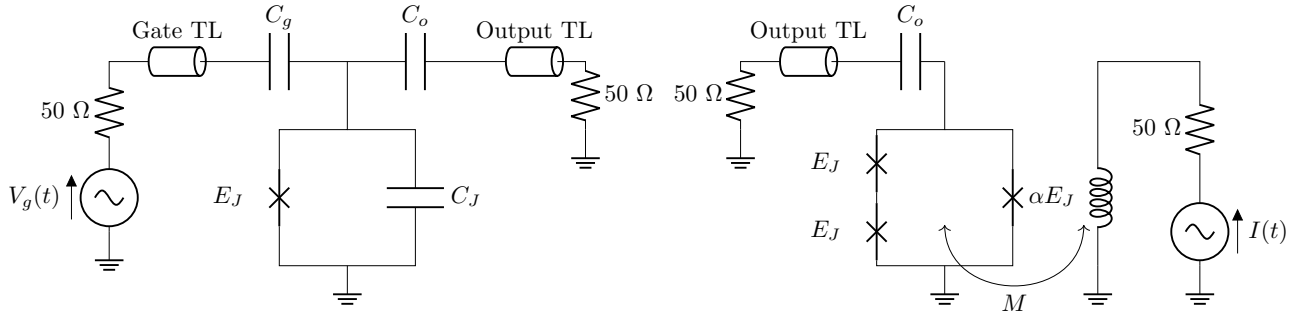 Gate TL
C_g
C_o
Output TL
50 Ω
50 Ω
V_g(t)
E_J
C_J
Output TL
C_o
50 Ω
E_J
E_J
αE_J
50 Ω
I(t)
M